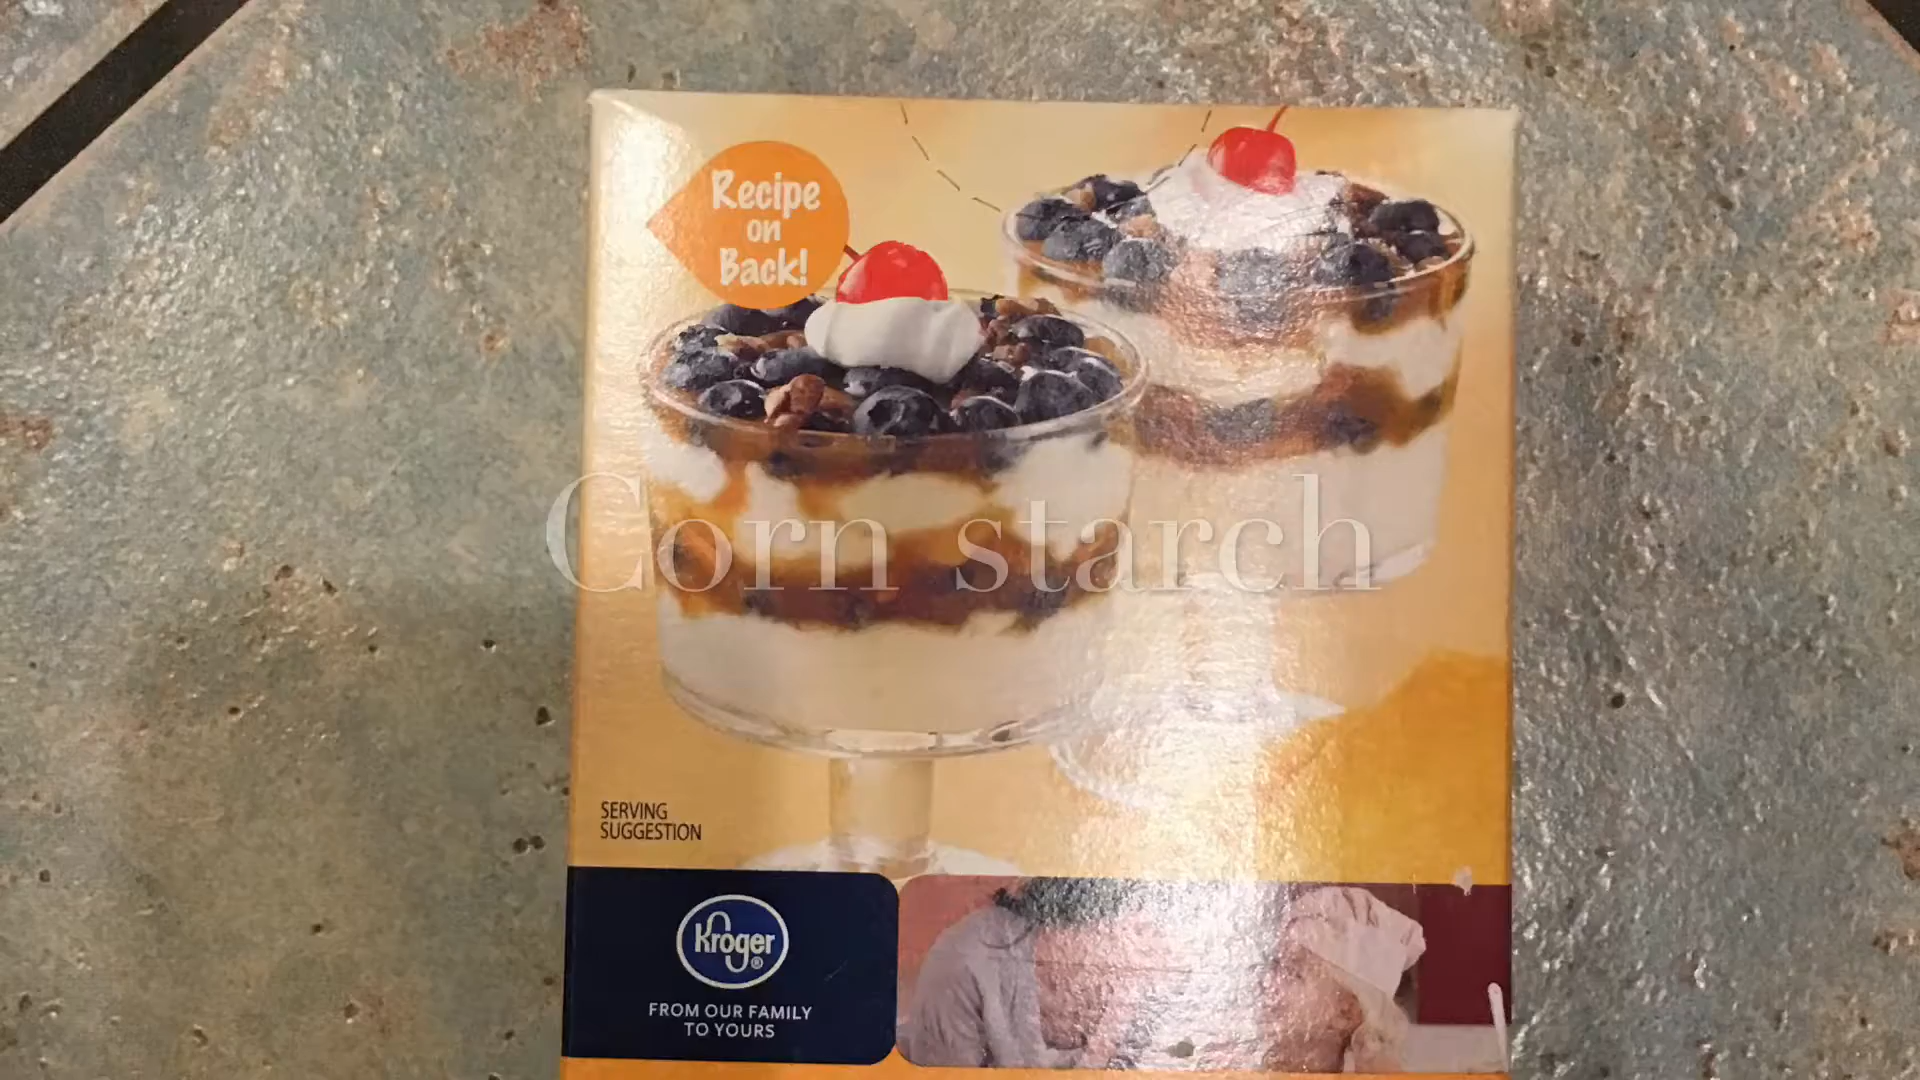 Recipe
on
Back!
Corn starch
SERVING
SUGGESTION
Kroger®
FROM OUR FAMILY
TO YOURS